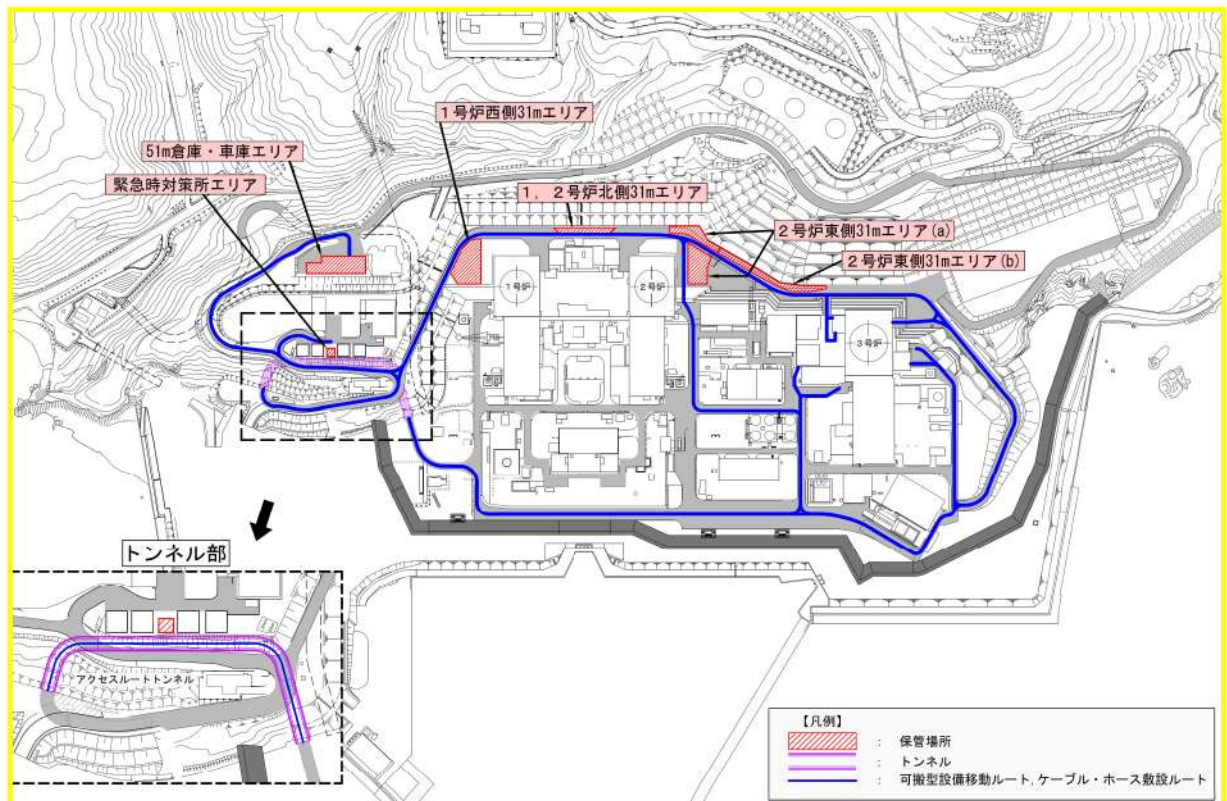 1号炉西側31mエリア
51m倉庫・車庫エリア
緊急時対策所エリア
1，2号炉北側31mエリア
2号炉東側31mエリア(a)
2号炉東側31mエリア(b)
1号炉
2号炉
3号炉
トンネル部
アクセスルートトンネル
【凡例】
： 保管場所
： トンネル
： 可搬型設備移動ルート，ケーブル・ホース敷設ルート